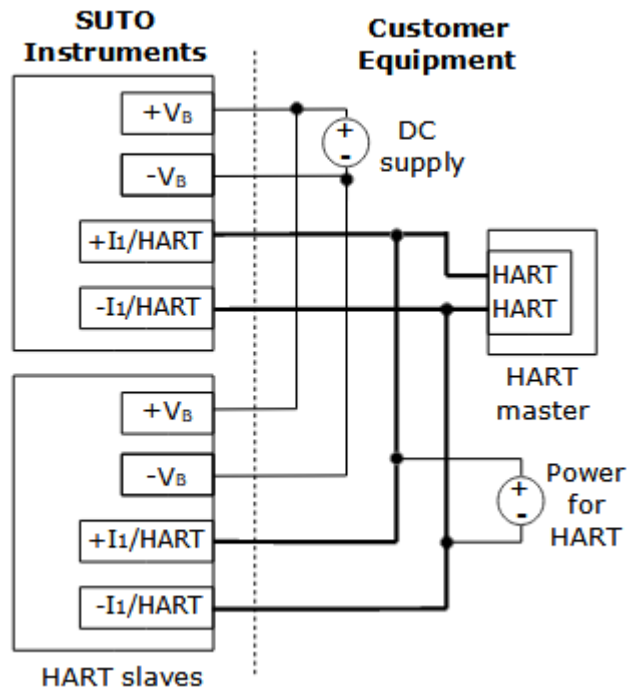 SUTO
Instruments
Customer
Equipment
+VB
-VB
+I1/HART
-I1/HART
+
-
DC
supply
HART
HART
HART
master
+VB
-VB
+I1/HART
-I1/HART
+
-
Power
for
HART
HART slaves